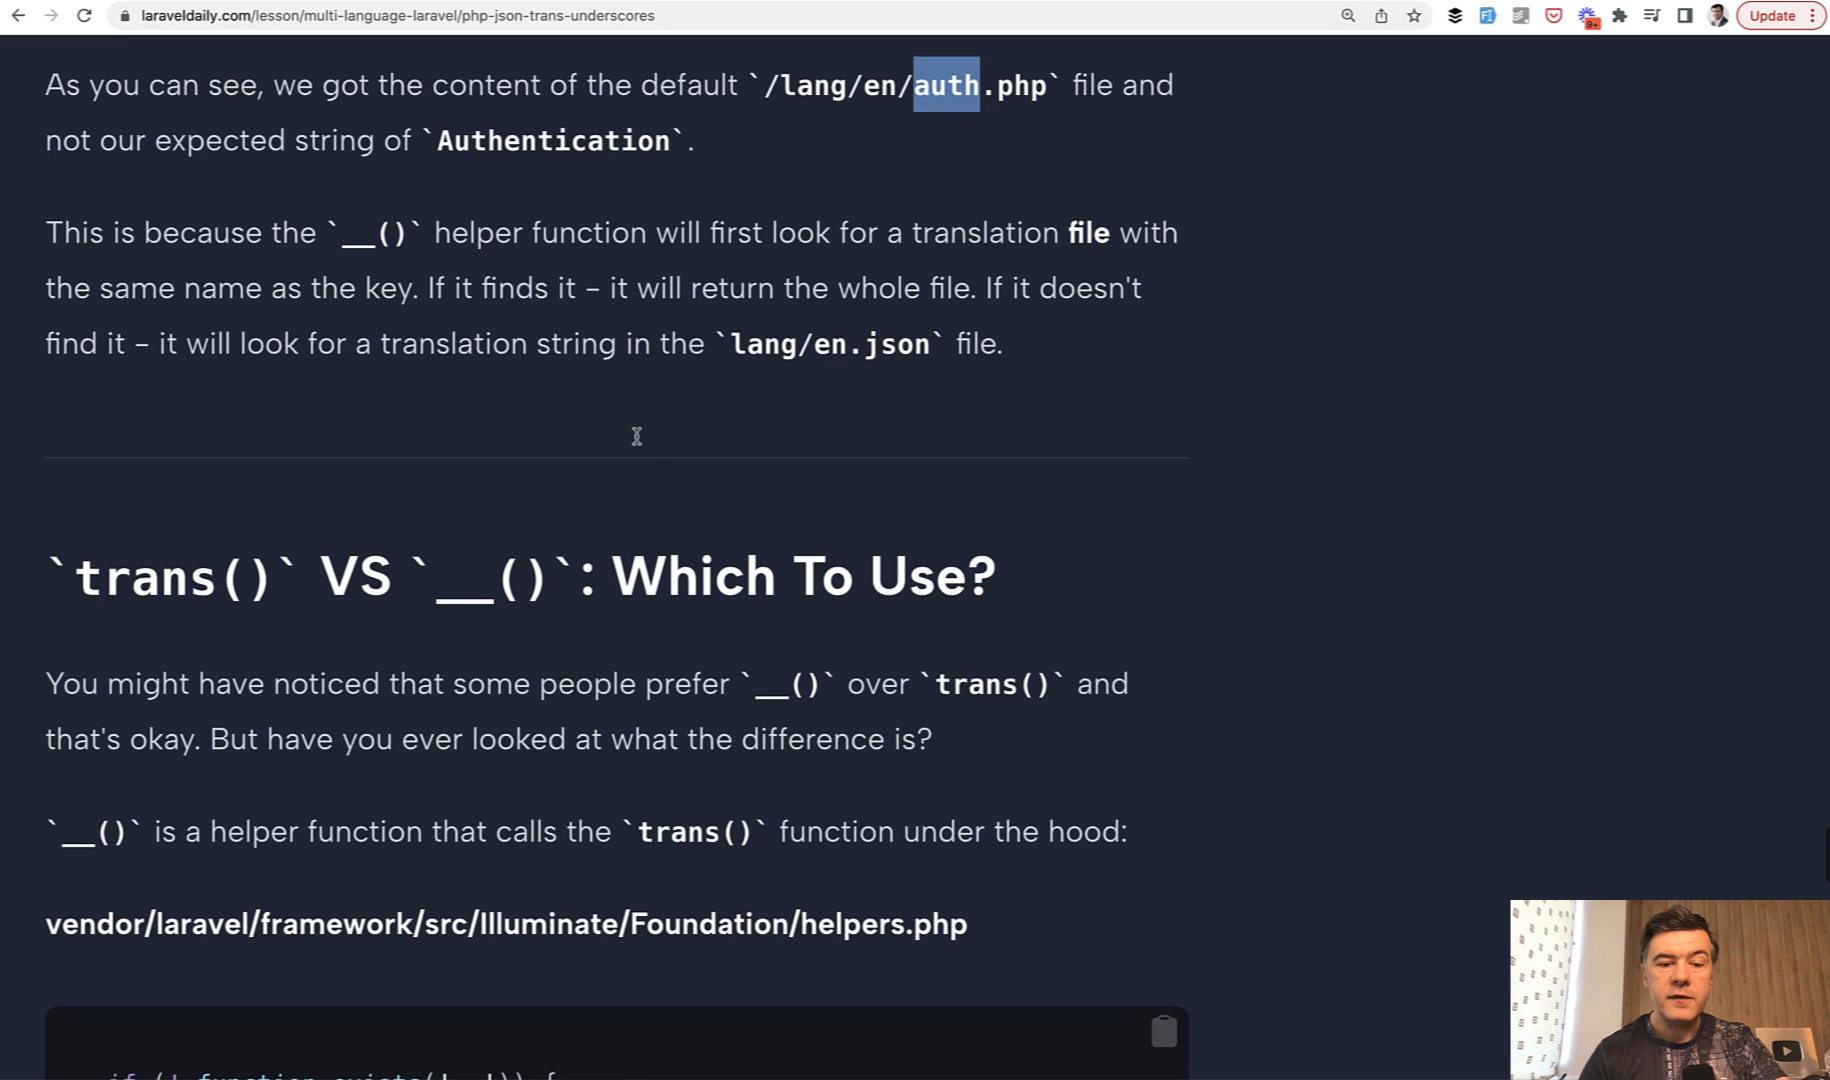 laraveldaily.com/lesson/multi-language-laravel/php-json-trans-underscores
9+
Update
As you can see, we got the content of the default `/lang/en/auth.php` file and
not our expected string of `Authentication`.
This is because the `__()` helper function will first look for a translation file with
the same name as the key. If it finds it – it will return the whole file. If it doesn't
find it – it will look for a translation string in the `lang/en.json` file.
`trans()` VS `__()`: Which To Use?
You might have noticed that some people prefer `__()` over `trans()` and
that's okay. But have you ever looked at what the difference is?
`__()` is a helper function that calls the `trans()` function under the hood:
vendor/laravel/framework/src/Illuminate/Foundation/helpers.php